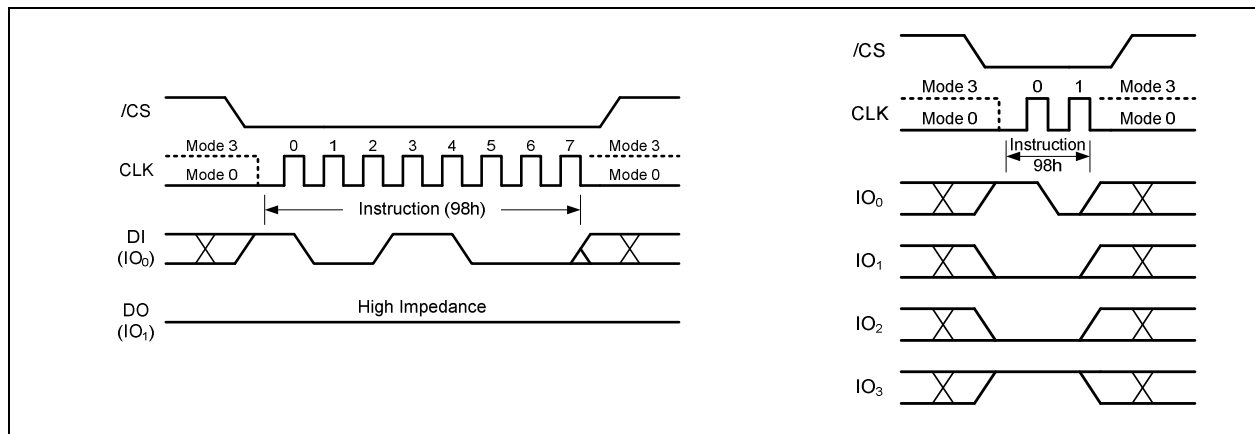 /CS
Mode 3 0 1 2 3 4 5 6 7 Mode 3
CLK
Mode 0 Mode 0
Instruction (98h)
DI
(IO0)
High Impedance
DO
(IO1)
/CS
Mode 3 0 1 Mode 3
CLK
Mode 0 Mode 0
Instruction
98h
IO0
IO1
IO2
IO3